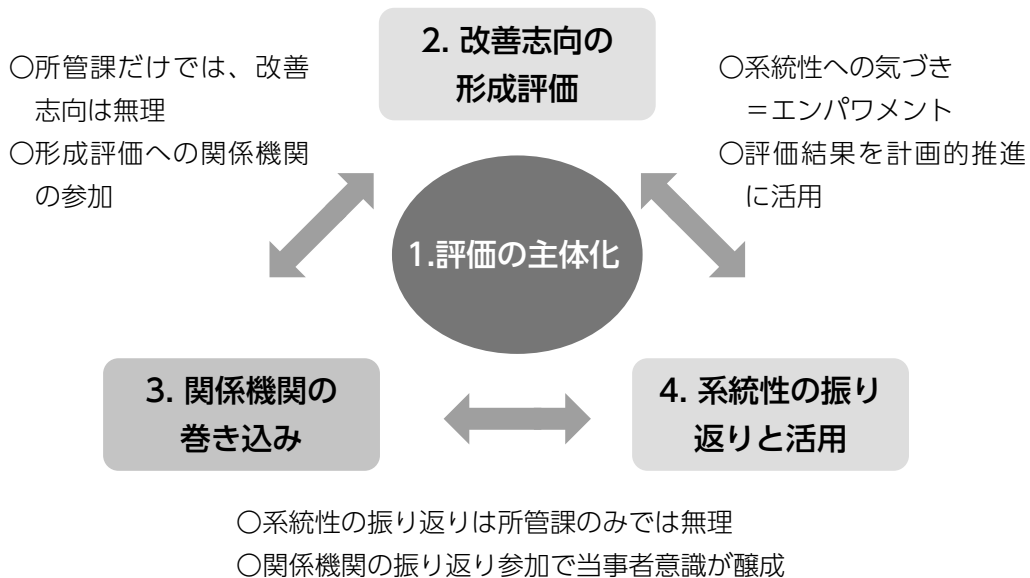 2. 改善志向の
形成評価
○所管課だけでは、改善
志向は無理
○形成評価への関係機関
の参加
○系統性への気づき
＝エンパワメント
○評価結果を計画的推進
に活用
1.評価の主体化
3. 関係機関の
巻き込み
4. 系統性の振り
返りと活用
○系統性の振り返りは所管課のみでは無理
○関係機関の振り返り参加で当事者意識が醸成